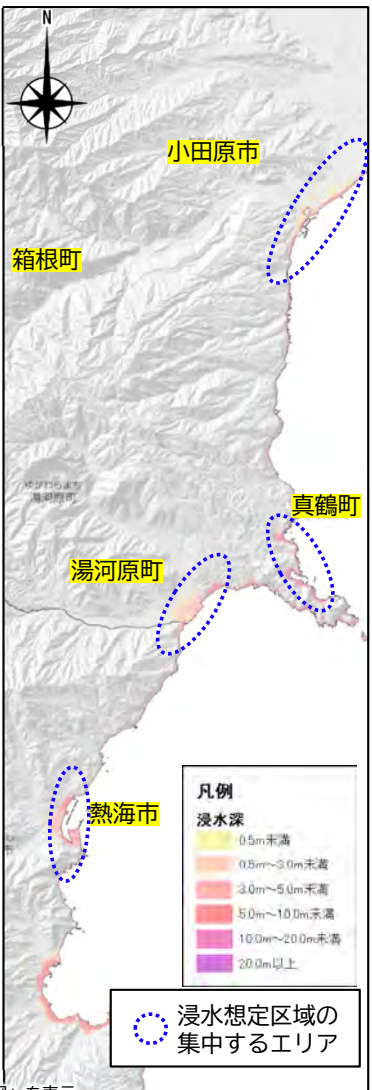 N
小田原市
箱根町
ゆがわらまち
湯河原町
真鶴町
湯河原町
熱海市
凡例
浸水深
0.5m未満
0.5m～3.0m未満
3.0m～5.0m未満
5.0m～10.0m未満
10.0m～20.0m未満
20.0m以上
浸水想定区域の
集中するエリア